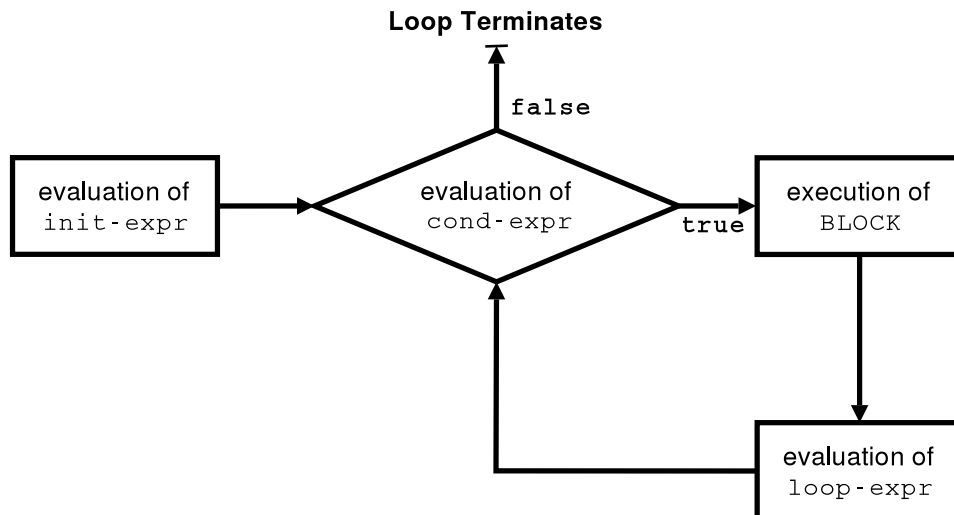 Loop Terminates
false
evaluation of
init-expr
evaluation of
cond-expr
true
execution of
BLOCK
evaluation of
loop-expr